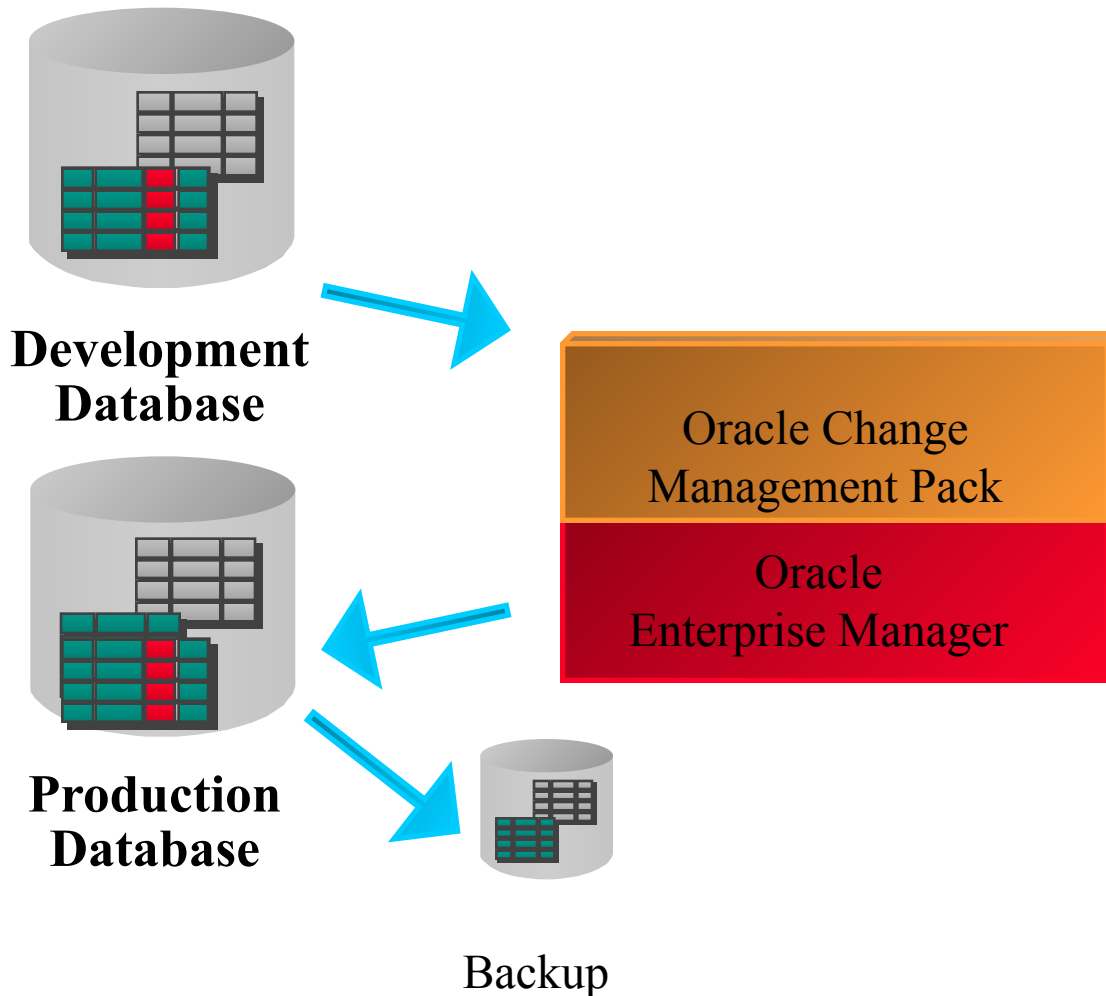 Development
Database
Oracle Change
Management Pack
Oracle
Enterprise Manager
Production
Database
Backup